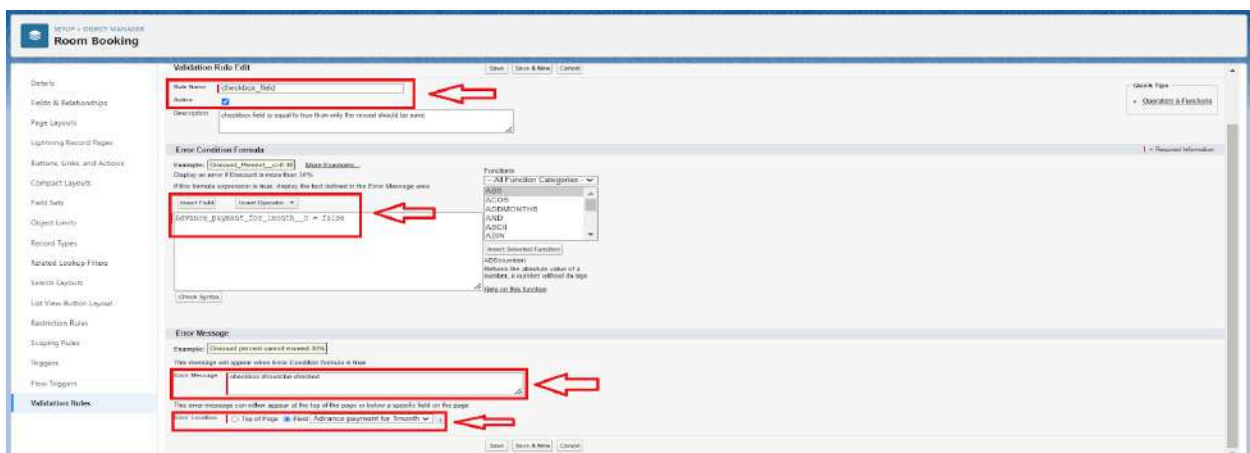 SETUP > OBJECT MANAGER
Room Booking
Details
Fields & Relationships
Page Layouts
Lightning Record Pages
Buttons, Links, and Actions
Compact Layouts
Field Sets
Object Limits
Record Types
Related Lookup Filters
Search Layouts
List View Button Layout
Restriction Rules
Scoping Rules
Triggers
Flow Triggers
Validation Rules
Validation Rule Edit
Save Save & New Cancel
Rule Name checkbox_field
Active
Description checkbox field is equal to true than only the record should be save
Quick Tips
Operators & Functions
Error Condition Formula
= Required Information
Example: Discount_Percent__c>0.30 More Examples...
Display an error if Discount is more than 30%
If this formula expression is true, display the text defined in the Error Message area
Insert Field Insert Operator
Advance_payment_for_1month__c = false
Functions
-- All Function Categories --
ABS
ACOS
ADDMONTHS
AND
ASCII
ASIN
Insert Selected Function
ABS(number)
Returns the absolute value of a
number, a number without its sign
Help on this function
Check Syntax
Error Message
Example: Discount percent cannot exceed 30%
This message will appear when Error Condition formula is true
Error Message checkbox should be checked
This error message can either appear at the top of the page or below a specific field on the page
Error Location Top of Page Field Advance payment for 1month i
Save Save & New Cancel